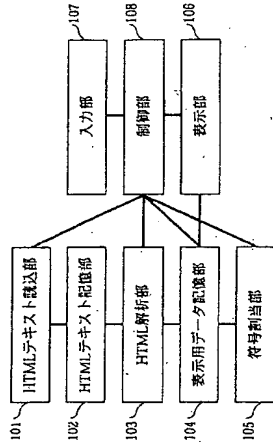 101
HTMLテキスト読込部
102
HTMLテキスト記憶部
103
HTML解析部
104
表示用データ記憶部
105
符号割当部
107
入力部
108
制御部
106
表示部